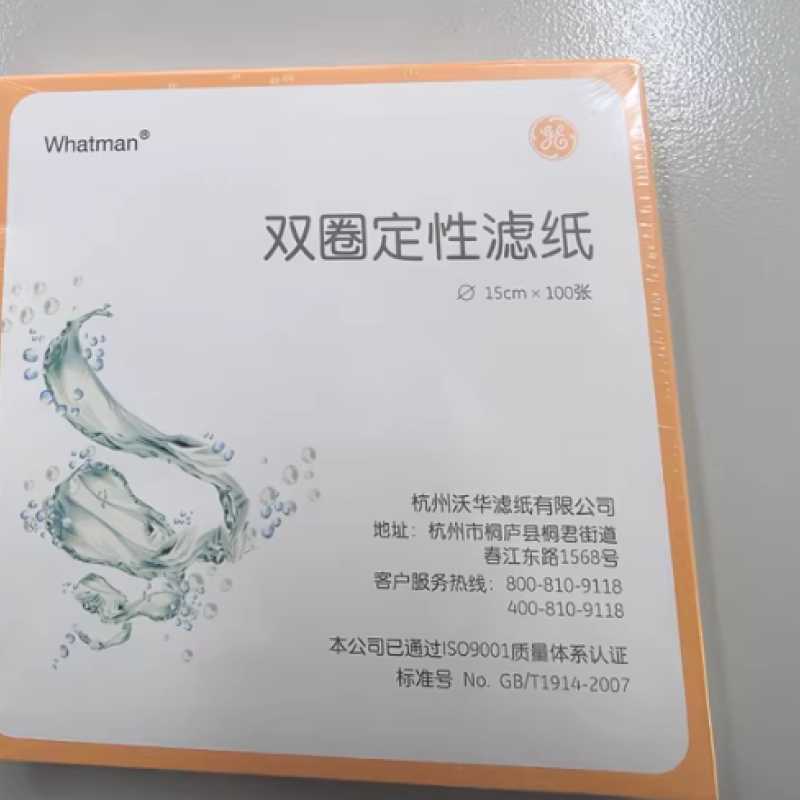 Whatman®
双圈定性滤纸
⌀ 15cm × 100张
杭州沃华滤纸有限公司
地址：杭州市桐庐县桐君街道
春江东路1568号
客户服务热线：800-810-9118
400-810-9118
本公司已通过ISO9001质量体系认证
标准号 No. GB/T1914-2007